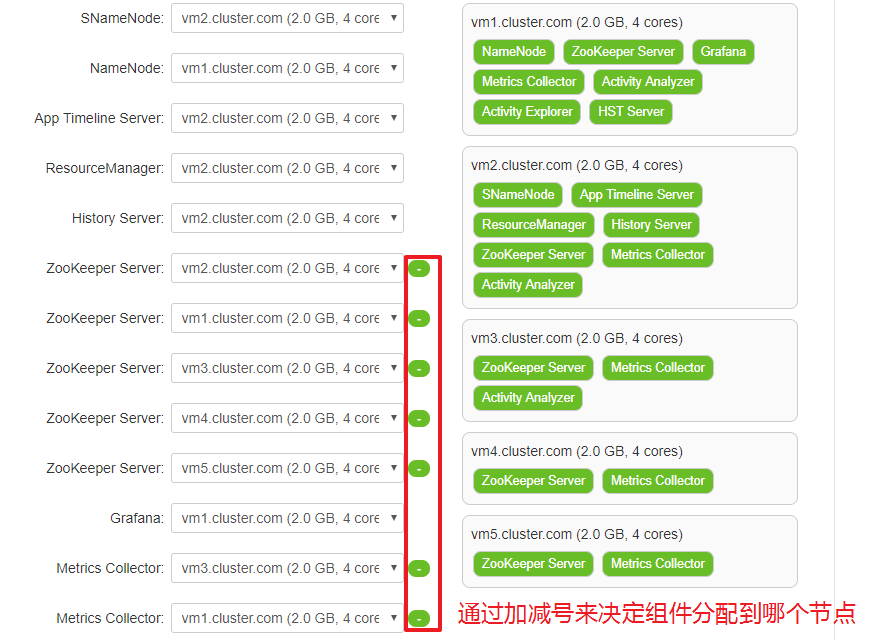 SNameNode: vm2.cluster.com (2.0 GB, 4 core
NameNode: vm1.cluster.com (2.0 GB, 4 core
App Timeline Server: vm2.cluster.com (2.0 GB, 4 core
ResourceManager: vm2.cluster.com (2.0 GB, 4 core
History Server: vm2.cluster.com (2.0 GB, 4 core
ZooKeeper Server: vm2.cluster.com (2.0 GB, 4 core -
ZooKeeper Server: vm1.cluster.com (2.0 GB, 4 core -
ZooKeeper Server: vm3.cluster.com (2.0 GB, 4 core -
ZooKeeper Server: vm4.cluster.com (2.0 GB, 4 core -
ZooKeeper Server: vm5.cluster.com (2.0 GB, 4 core -
Grafana: vm1.cluster.com (2.0 GB, 4 core
Metrics Collector: vm3.cluster.com (2.0 GB, 4 core -
Metrics Collector: vm1.cluster.com (2.0 GB, 4 core -
vm1.cluster.com (2.0 GB, 4 cores)
NameNode ZooKeeper Server Grafana
Metrics Collector Activity Analyzer
Activity Explorer HST Server
vm2.cluster.com (2.0 GB, 4 cores)
SNameNode App Timeline Server
ResourceManager History Server
ZooKeeper Server Metrics Collector
Activity Analyzer
vm3.cluster.com (2.0 GB, 4 cores)
ZooKeeper Server Metrics Collector
Activity Analyzer
vm4.cluster.com (2.0 GB, 4 cores)
ZooKeeper Server Metrics Collector
vm5.cluster.com (2.0 GB, 4 cores)
ZooKeeper Server Metrics Collector
通过加减号来决定组件分配到哪个节点